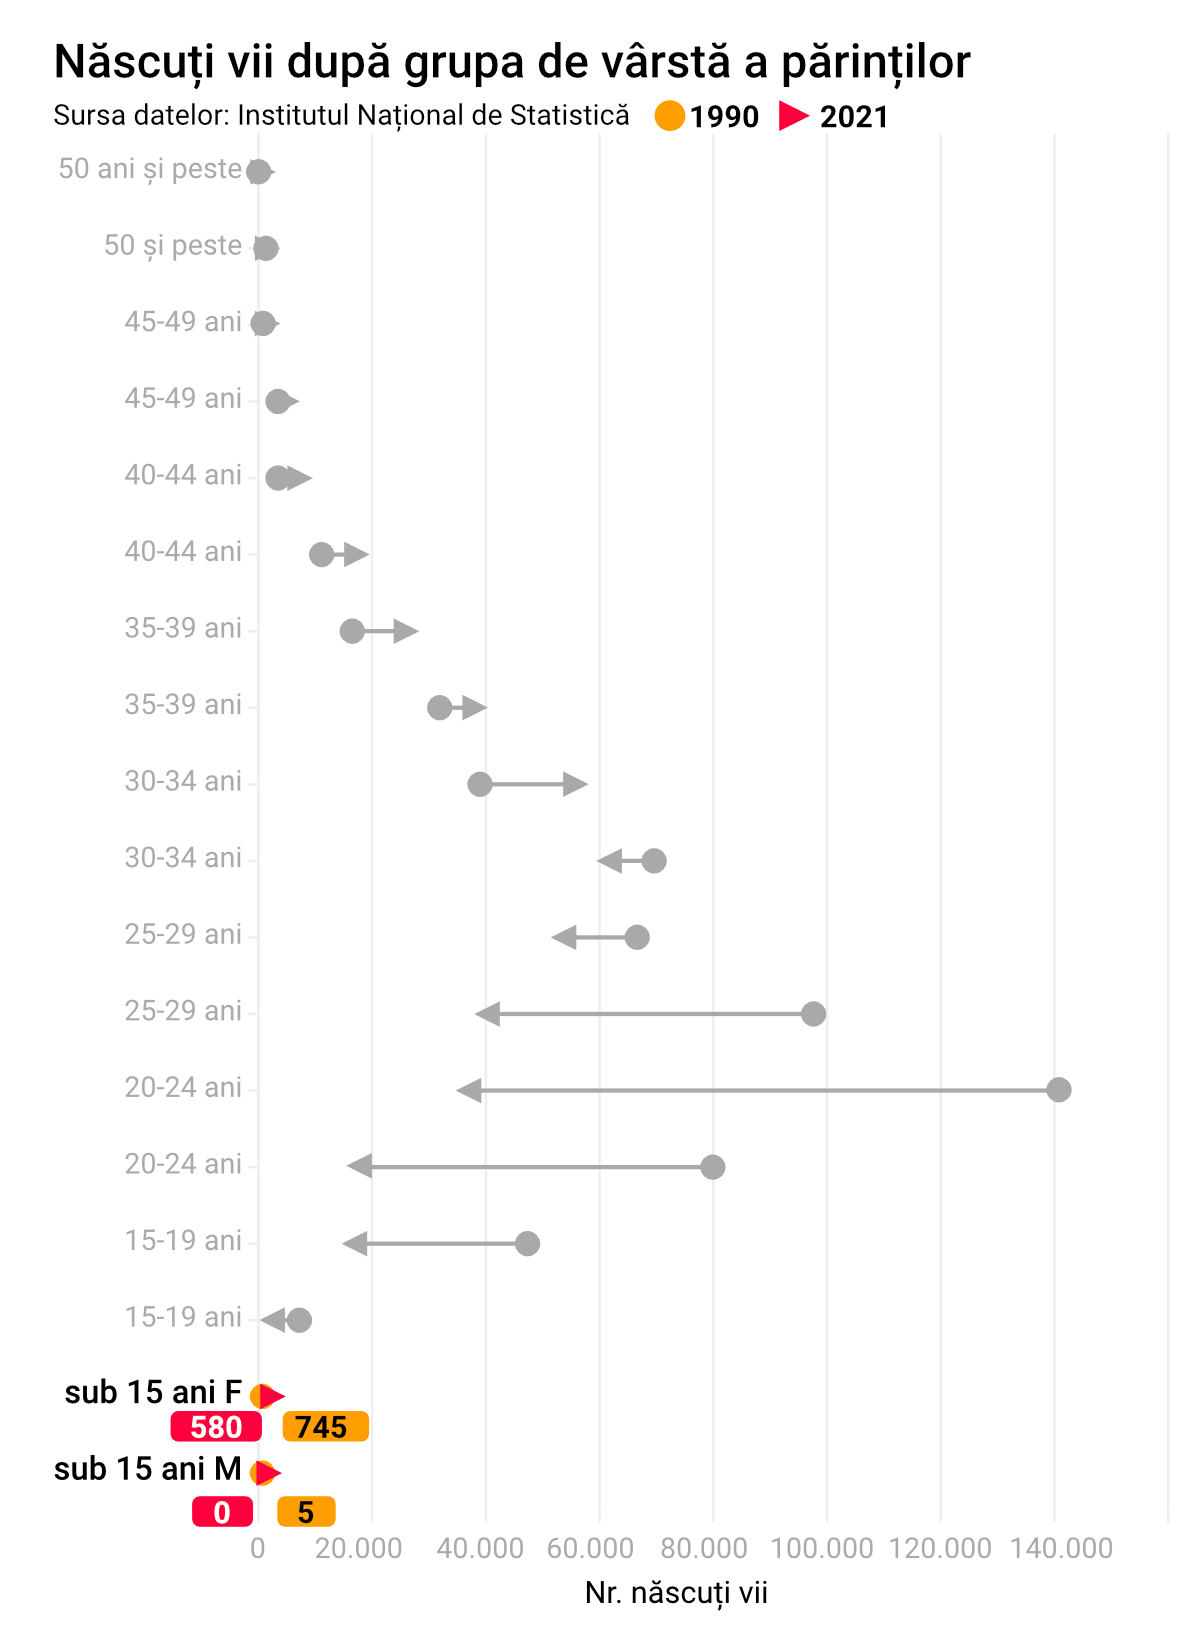 Născuți vii după grupa de vârstă a părinților
Sursa datelor: Institutul Național de Statistică 1990 2021
50 ani și peste
50 și peste
45-49 ani
45-49 ani
40-44 ani
40-44 ani
35-39 ani
35-39 ani
30-34 ani
30-34 ani
25-29 ani
25-29 ani
20-24 ani
20-24 ani
15-19 ani
15-19 ani
sub 15 ani F
580 745
sub 15 ani M
0 5
0 20.000 40.000 60.000 80.000 100.000 120.000 140.000
Nr. născuți vii